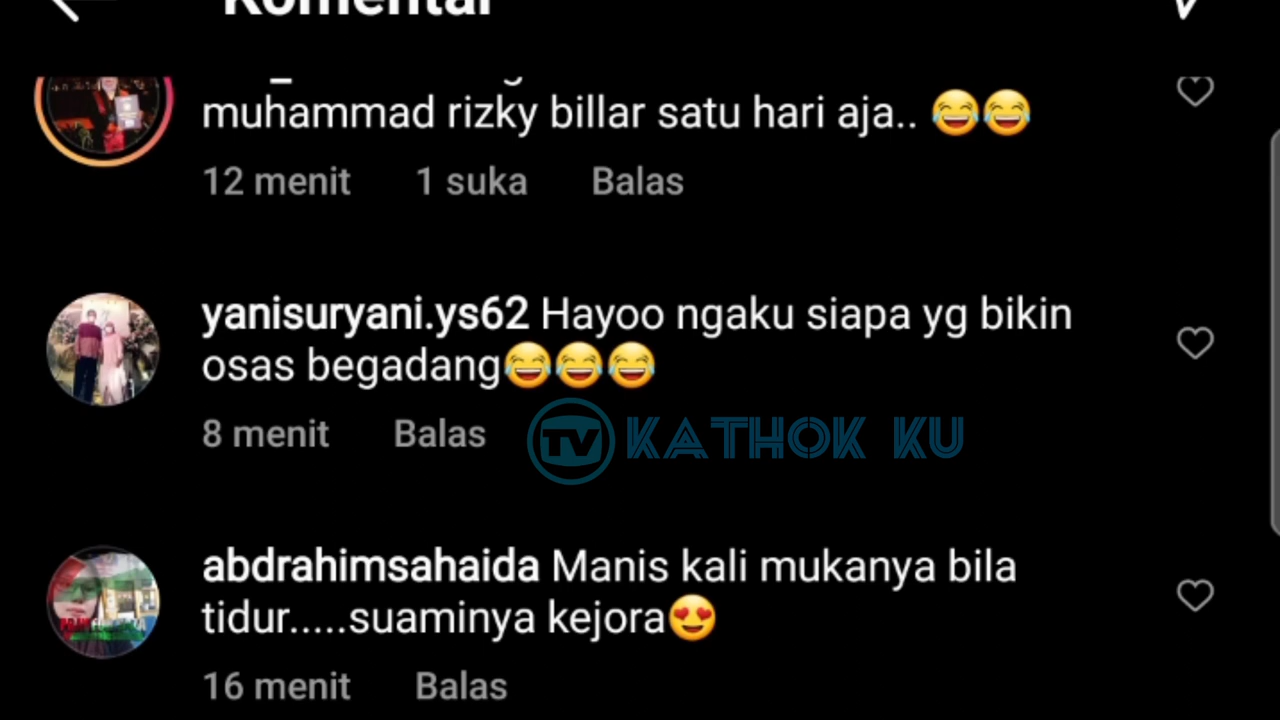 Komentar
muhammad rizky billar satu hari aja.. 😂😂
12 menit 1 suka Balas
yanisuryani.ys62 Hayoo ngaku siapa yg bikin
osas begadang😂😂😂
8 menit Balas
TV KATHOK KU
abdrahimsahaida Manis kali mukanya bila
tidur.....suaminya kejora😍
16 menit Balas